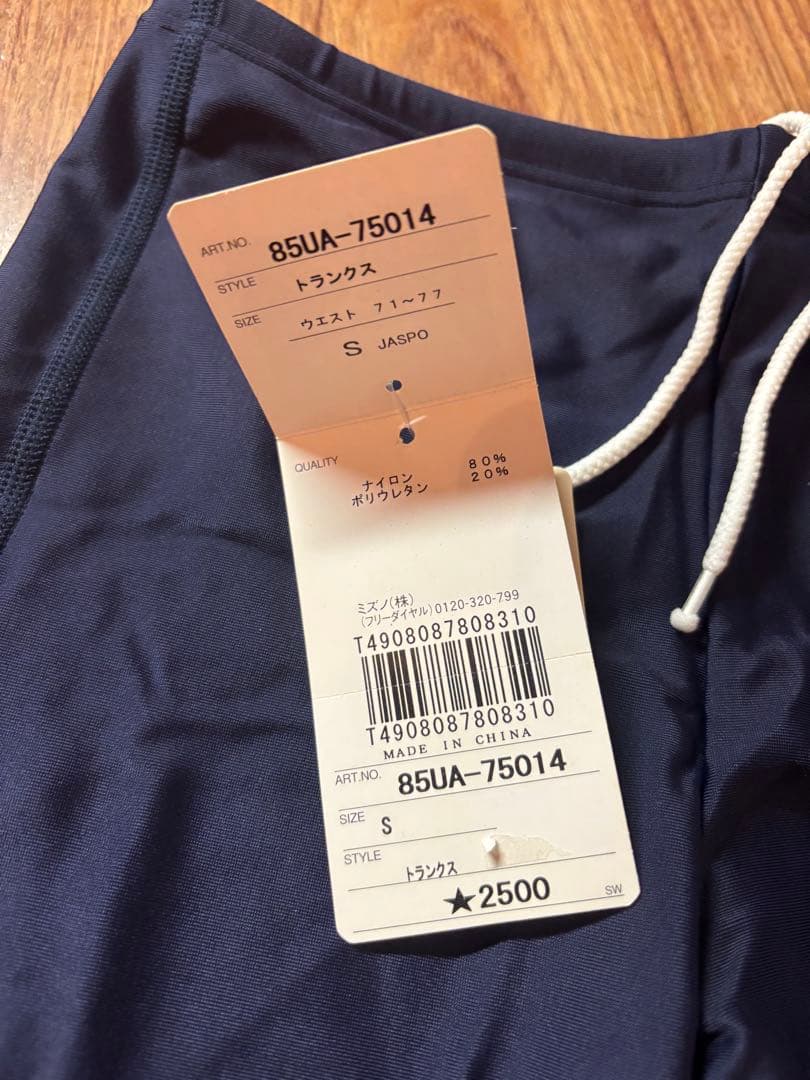 ART.NO. 85UA-75014
STYLE トランクス
SIZE ウエスト 71~77
S JASPO
QUALITY
ナイロン 80%
ポリウレタン 20%
ミズノ(株)
(フリーダイヤル)0120-320-799
T4908087808310
T4908087808310
MADE IN CHINA
ART.NO. 85UA-75014
SIZE S
STYLE トランクス
★2500 SW